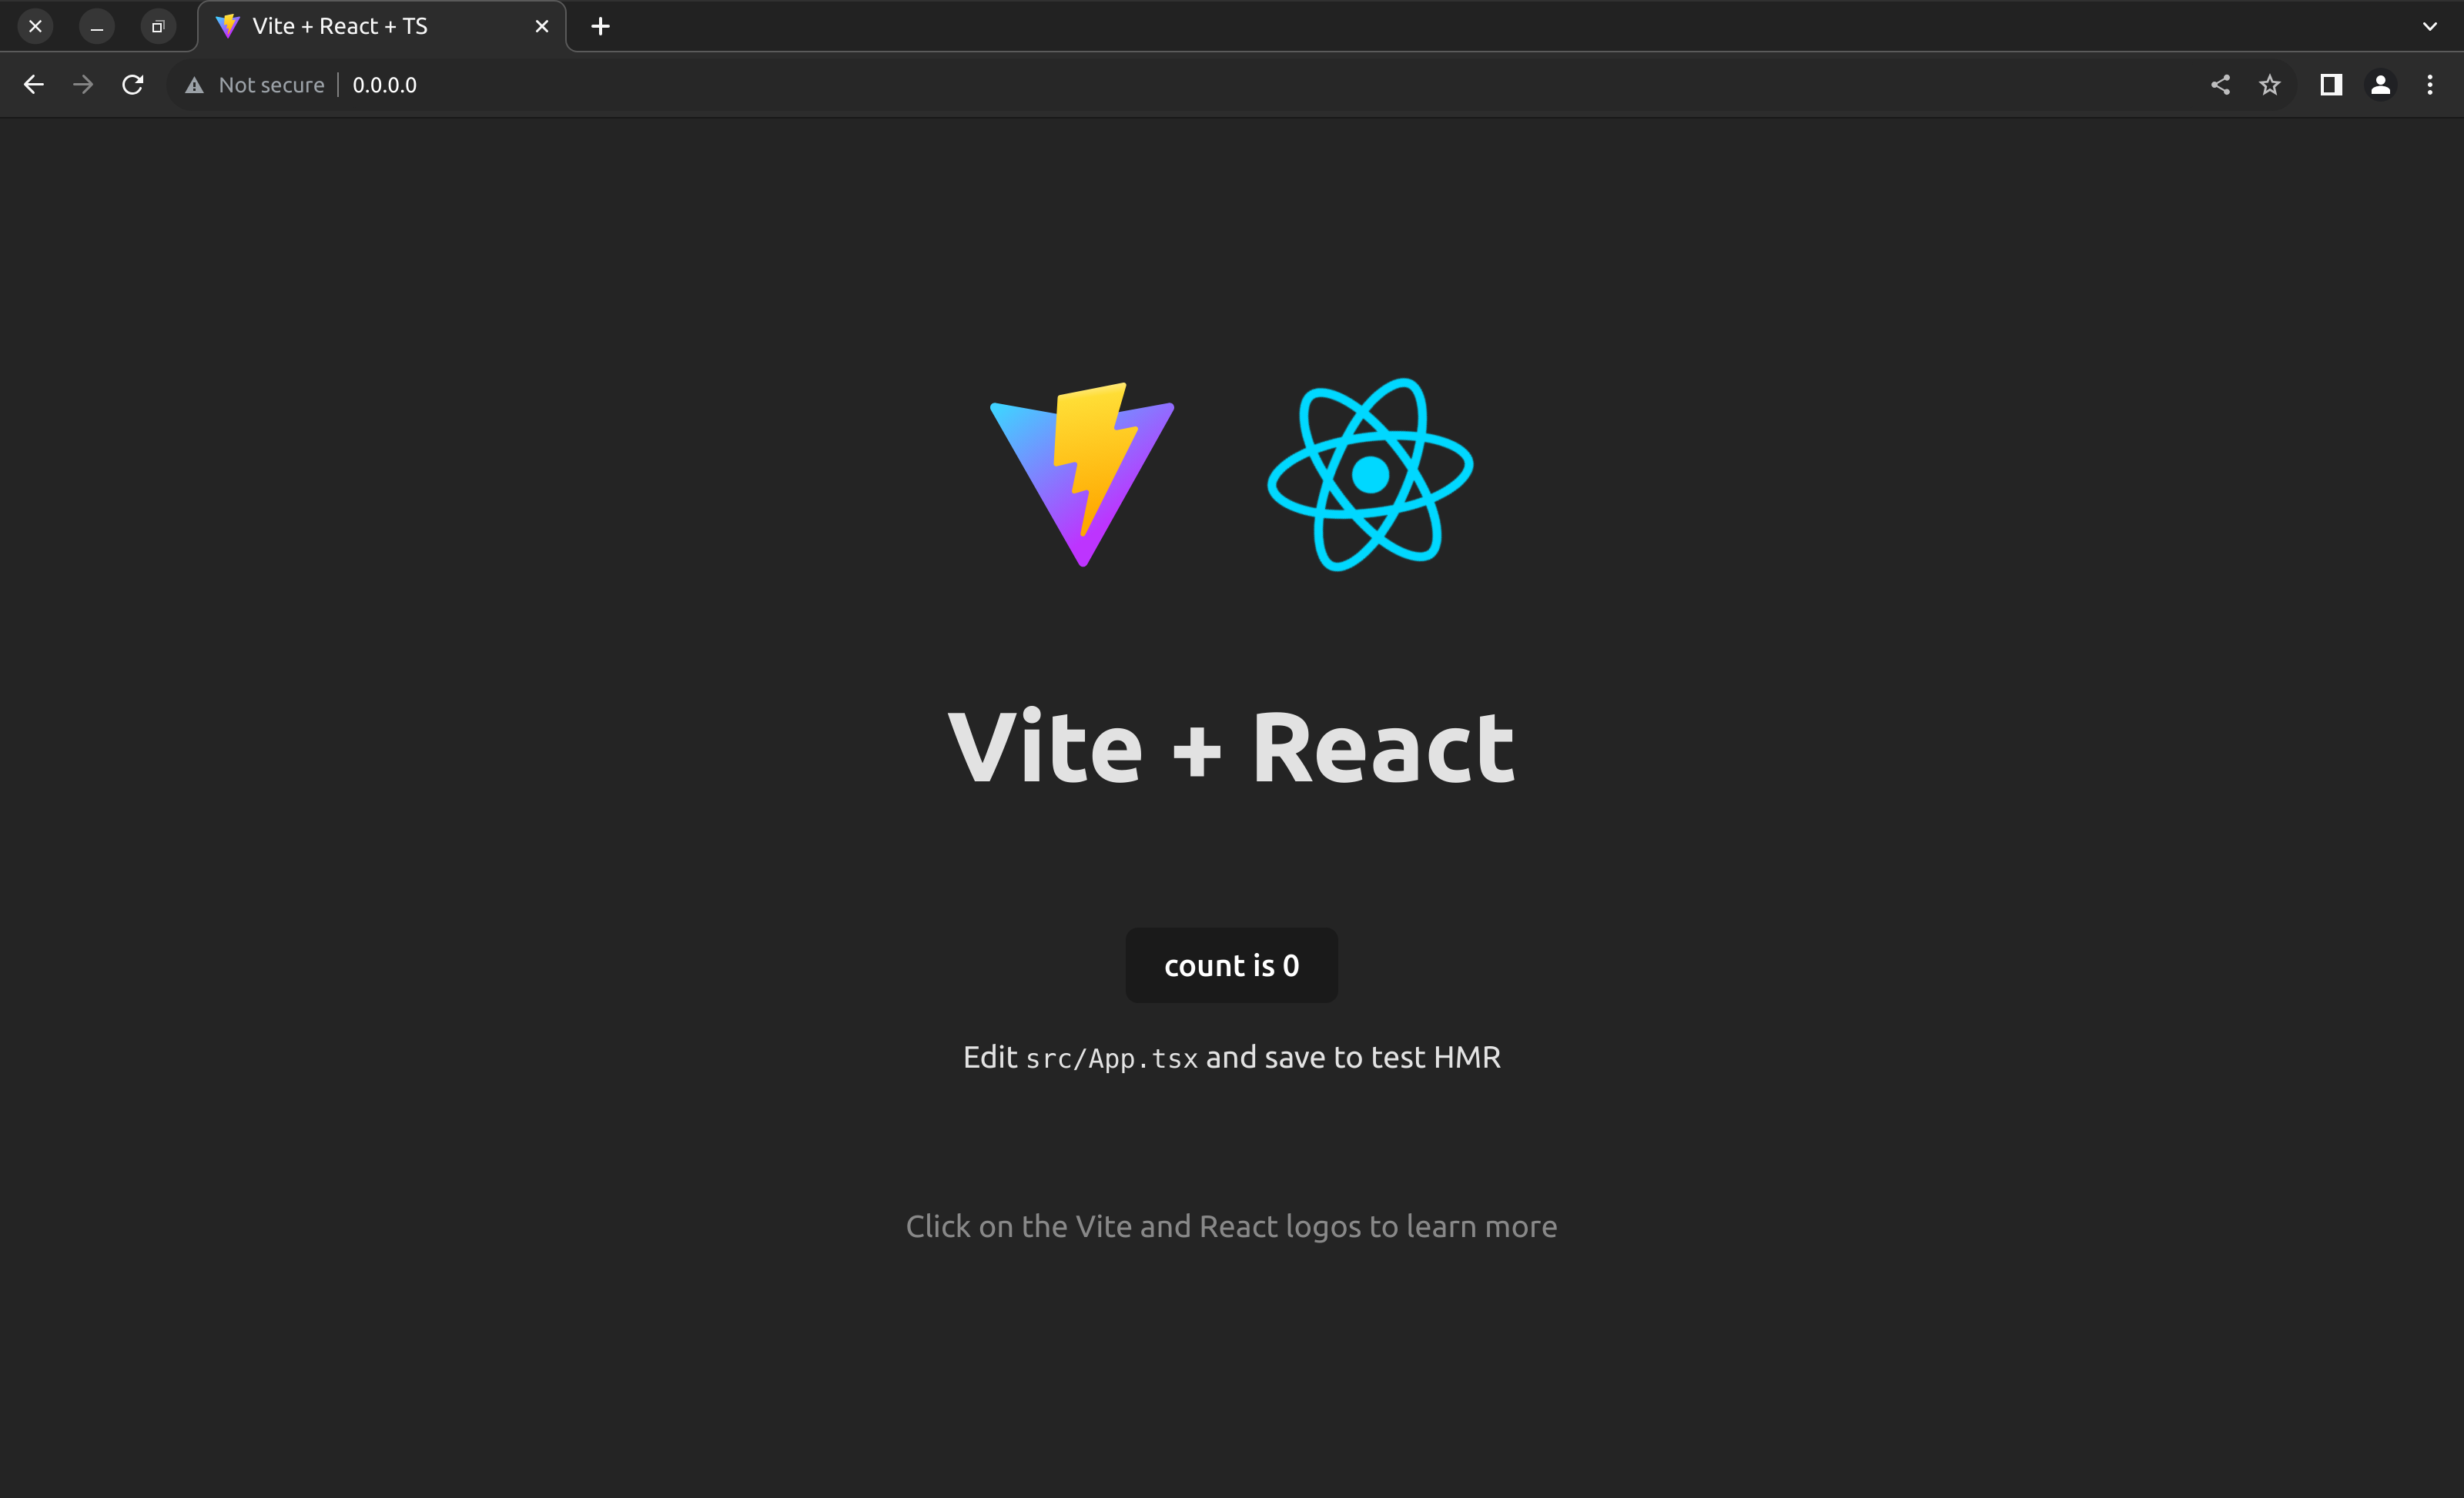 Vite + React + TS
Not secure 0.0.0.0
Vite + React
count is 0
Edit src/App.tsx and save to test HMR
Click on the Vite and React logos to learn more